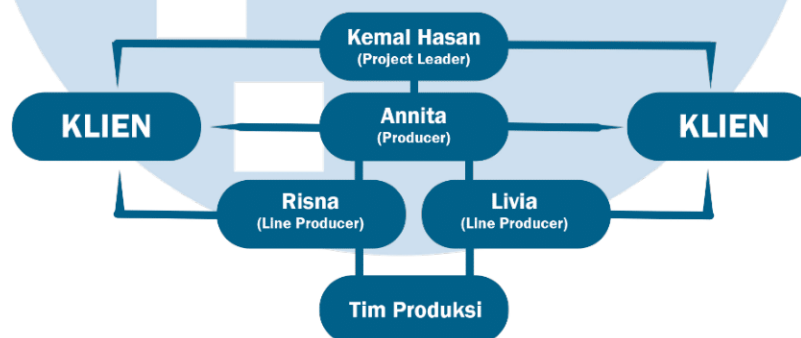 Kemal Hasan
(Project Leader)
KLIEN
Annita
(Producer)
KLIEN
Risna
(Line Producer)
Livia
(Line Producer)
Tim Produksi